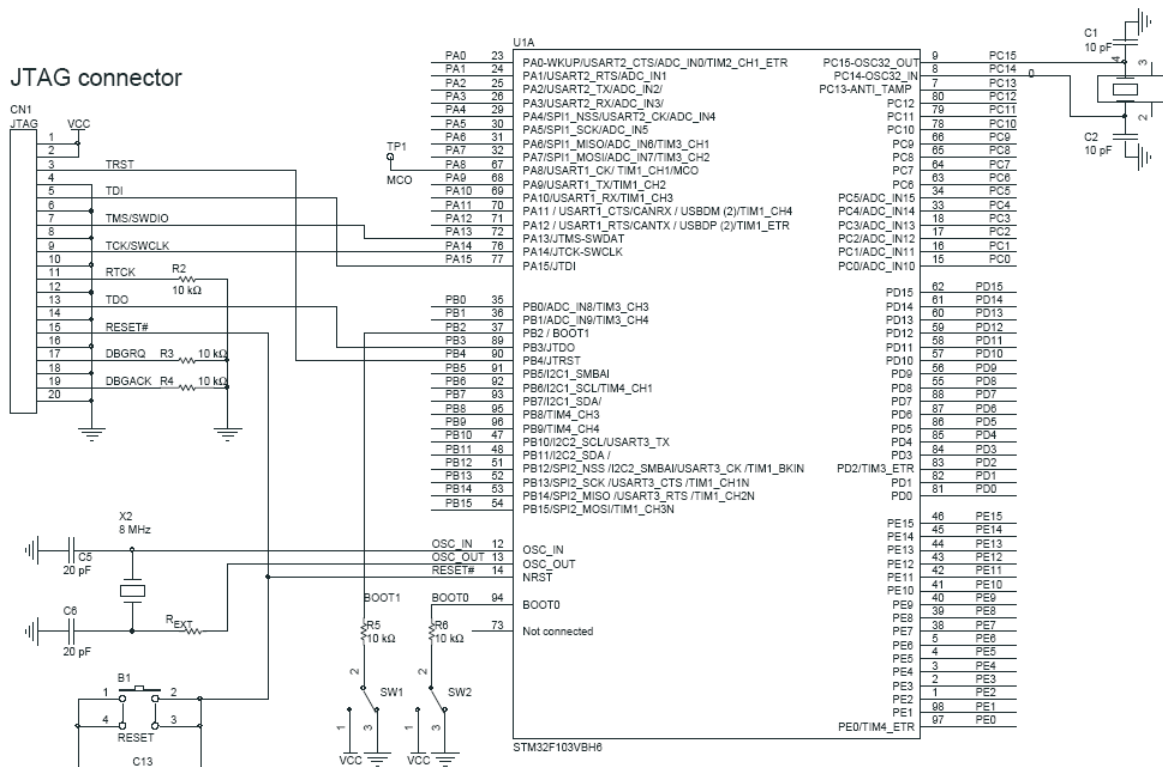 JTAG connector
CN1
JTAG
VCC
1
2
3 TRST
4
5 TDI
6
7 TMS/SWDIO
8
9 TCK/SWCLK
10
11 RTCK R2 10 kΩ
12
13 TDO
14
15 RESET#
16
17 DBGRQ R3 10 kΩ
18
19 DBGACK R4 10 kΩ
20
TP1
MCO
U1A
PA0 23 PA0-WKUP/USART2_CTS/ADC_IN0/TIM2_CH1_ETR
PA1 24 PA1/USART2_RTS/ADC_IN1
PA2 25 PA2/USART2_TX/ADC_IN2/
PA3 26 PA3/USART2_RX/ADC_IN3/
PA4 29 PA4/SPI1_NSS/USART2_CK/ADC_IN4
PA5 30 PA5/SPI1_SCK/ADC_IN5
PA6 31 PA6/SPI1_MISO/ADC_IN6/TIM3_CH1
PA7 32 PA7/SPI1_MOSI/ADC_IN7/TIM3_CH2
PA8 67 PA8/USART1_CK/ TIM1_CH1/MCO
PA9 68 PA9/USART1_TX/TIM1_CH2
PA10 69 PA10/USART1_RX/TIM1_CH3
PA11 70 PA11 / USART1_CTS/CANRX / USBDM (2)/TIM1_CH4
PA12 71 PA12 / USART1_RTS/CANTX / USBDP (2)/TIM1_ETR
PA13 72 PA13/JTMS-SWDAT
PA14 76 PA14/JTCK-SWCLK
PA15 77 PA15/JTDI
PB0 35 PB0/ADC_IN8/TIM3_CH3
PB1 36 PB1/ADC_IN9/TIM3_CH4
PB2 37 PB2 / BOOT1
PB3 89 PB3/JTDO
PB4 90 PB4/JTRST
PB5 91 PB5/I2C1_SMBAI
PB6 92 PB6/I2C1_SCL/TIM4_CH1
PB7 93 PB7/I2C1_SDA/
PB8 95 PB8/TIM4_CH3
PB9 96 PB9/TIM4_CH4
PB10 47 PB10/I2C2_SCL/USART3_TX
PB11 48 PB11/I2C2_SDA /
PB12 51 PB12/SPI2_NSS /I2C2_SMBAI/USART3_CK /TIM1_BKIN
PB13 52 PB13/SPI2_SCK /USART3_CTS /TIM1_CH1N
PB14 53 PB14/SPI2_MISO /USART3_RTS /TIM1_CH2N
PB15 54 PB15/SPI2_MOSI/TIM1_CH3N
OSC_IN 12 OSC_IN
OSC_OUT 13 OSC_OUT
RESET# 14 NRST
BOOT0 94 BOOT0
73 Not connected
PC15-OSC32_OUT 9 PC15
PC14-OSC32_IN 8 PC14 0
PC13-ANTI_TAMP 7 PC13
PC12 80 PC12
PC11 79 PC11
PC10 78 PC10
PC9 66 PC9
PC8 65 PC8
PC7 64 PC7
PC6 63 PC6
PC5/ADC_IN15 34 PC5
PC4/ADC_IN14 33 PC4
PC3/ADC_IN13 18 PC3
PC2/ADC_IN12 17 PC2
PC1/ADC_IN11 16 PC1
PC0/ADC_IN10 15 PC0
PD15 62 PD15
PD14 61 PD14
PD13 60 PD13
PD12 59 PD12
PD11 58 PD11
PD10 57 PD10
PD9 56 PD9
PD8 55 PD8
PD7 88 PD7
PD6 87 PD6
PD5 86 PD5
PD4 85 PD4
PD3 84 PD3
PD2/TIM3_ETR 83 PD2
PD1 82 PD1
PD0 81 PD0
PE15 46 PE15
PE14 45 PE14
PE13 44 PE13
PE12 43 PE12
PE11 42 PE11
PE10 41 PE10
PE9 40 PE9
PE8 39 PE8
PE7 38 PE7
PE6 5 PE6
PE5 4 PE5
PE4 3 PE4
PE3 2 PE3
PE2 1 PE2
PE1 98 PE1
PE0/TIM4_ETR 97 PE0
STM32F103VBH6
C1
10 pF
4 3
2
C2
10 pF
X2
8 MHz
C5
20 pF
C6
20 pF
REXT
B1
1 2
4 3
RESET
C13
BOOT1
R5
10 kΩ
2
SW1
1 3
VCC
R6
10 kΩ
2
SW2
1 3
VCC